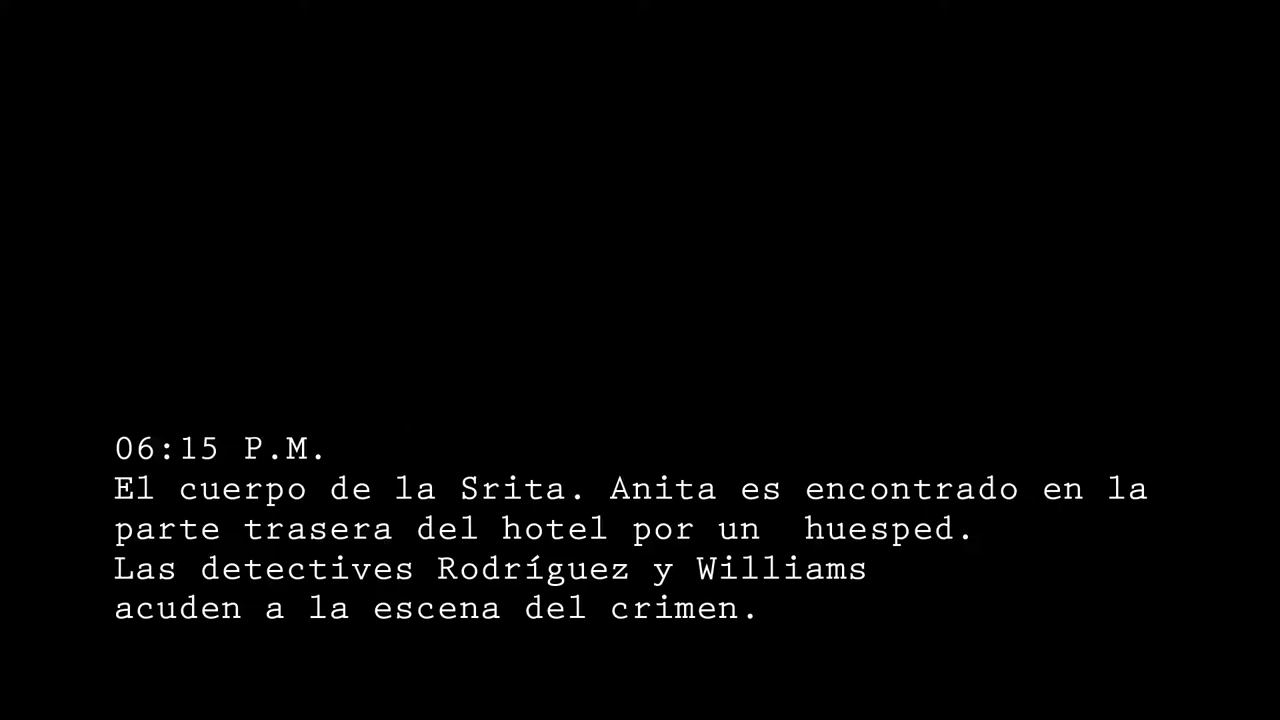 06:15 P.M.
El cuerpo de la Srita. Anita es encontrado en la
parte trasera del hotel por un  huesped.
Las detectives Rodríguez y Williams
acuden a la escena del crimen.